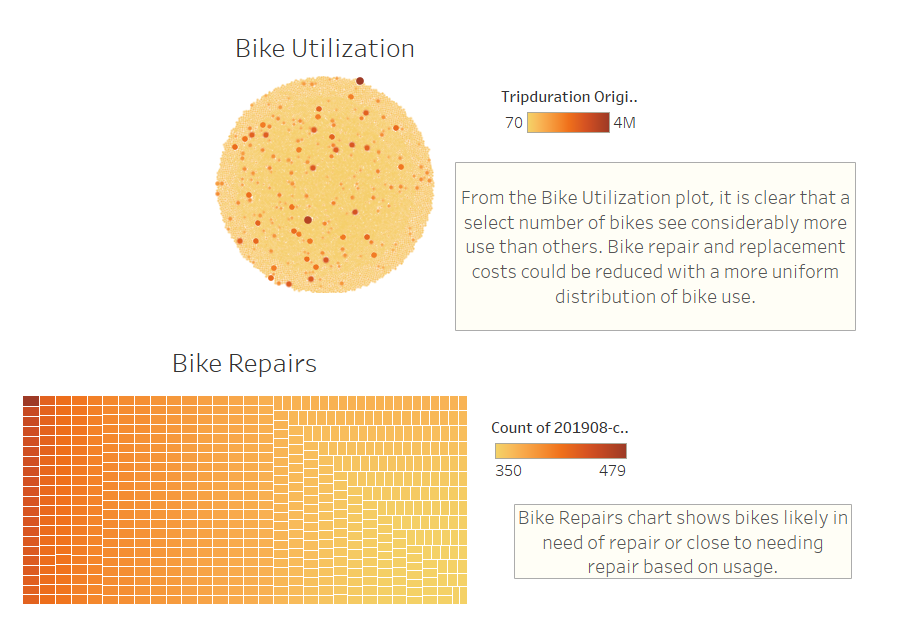 Bike Utilization
Tripduration Origi..
70 4M
From the Bike Utilization plot, it is clear that a
select number of bikes see considerably more
use than others. Bike repair and replacement
costs could be reduced with a more uniform
distribution of bike use.
Bike Repairs
Count of 201908-c..
350 479
Bike Repairs chart shows bikes likely in
need of repair or close to needing
repair based on usage.